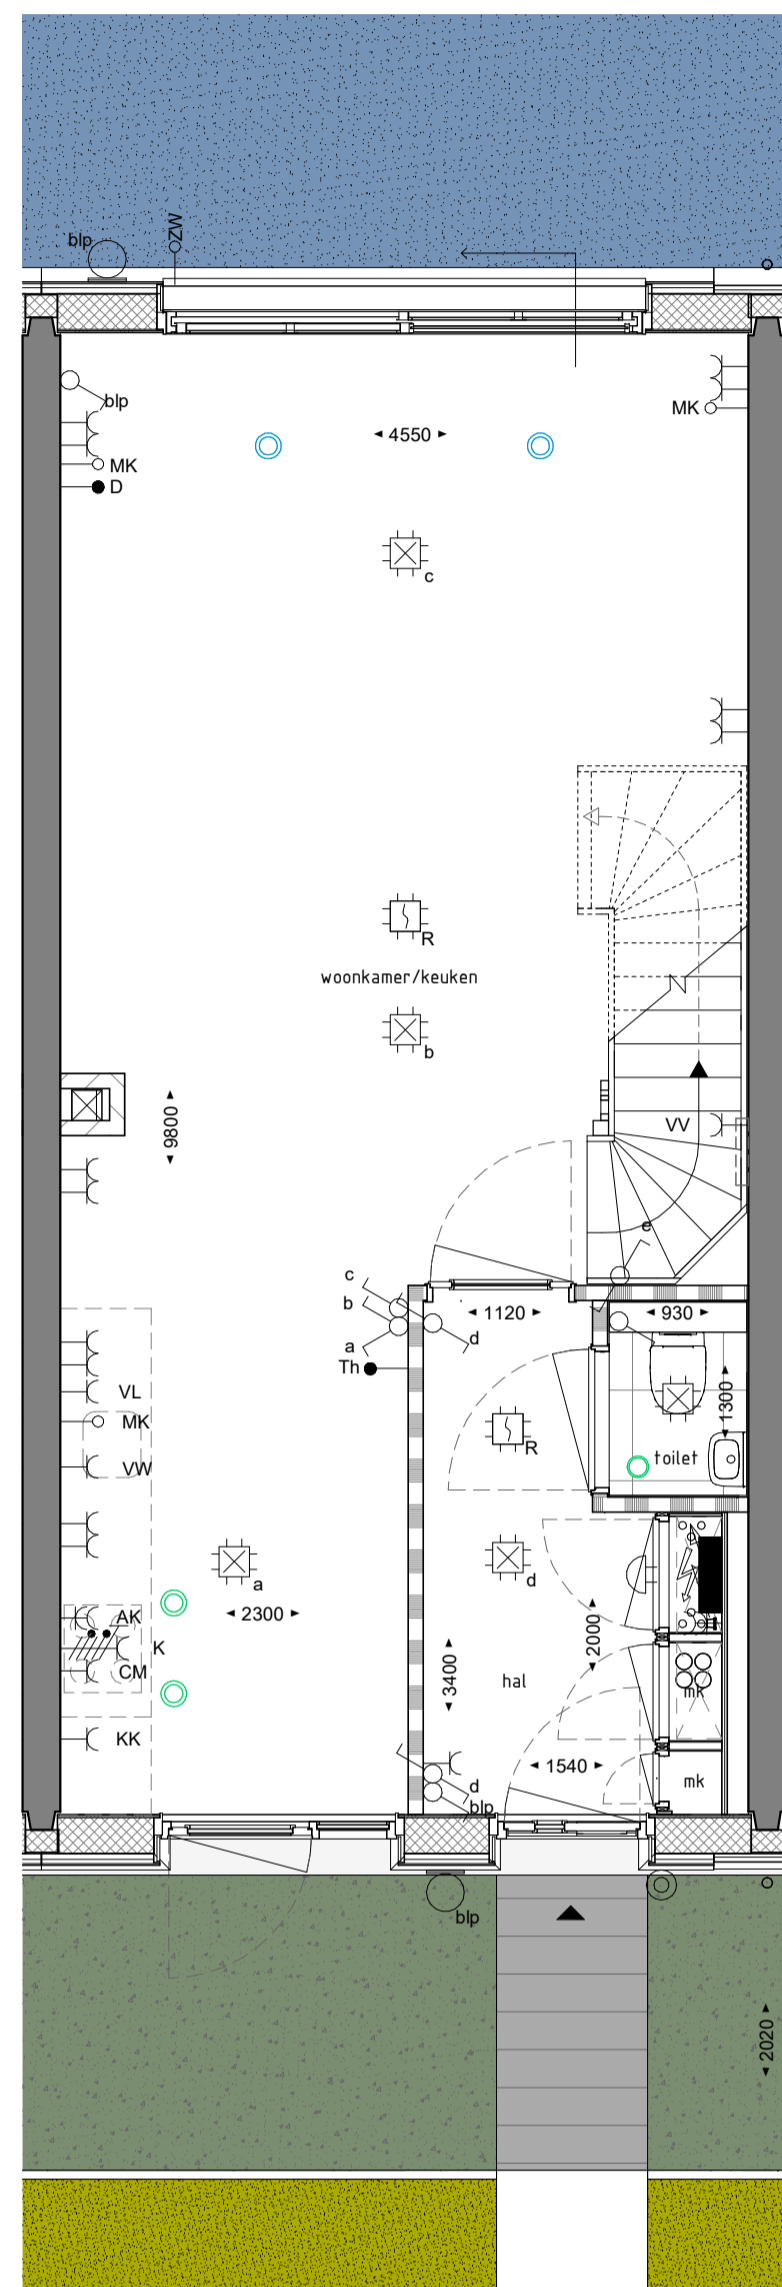 ZW
blp
blp
4550
MK
MK
D
c
R
woonkamer/keuken
b
9800
VV
e
c
b
a
d
1120
930
Th
VL
MK
VW
1300
R
toilet
a
d
2300
AK
K
CM
2000
3400
hal
mk
KK
1540
mk
d
blp
blp
2020